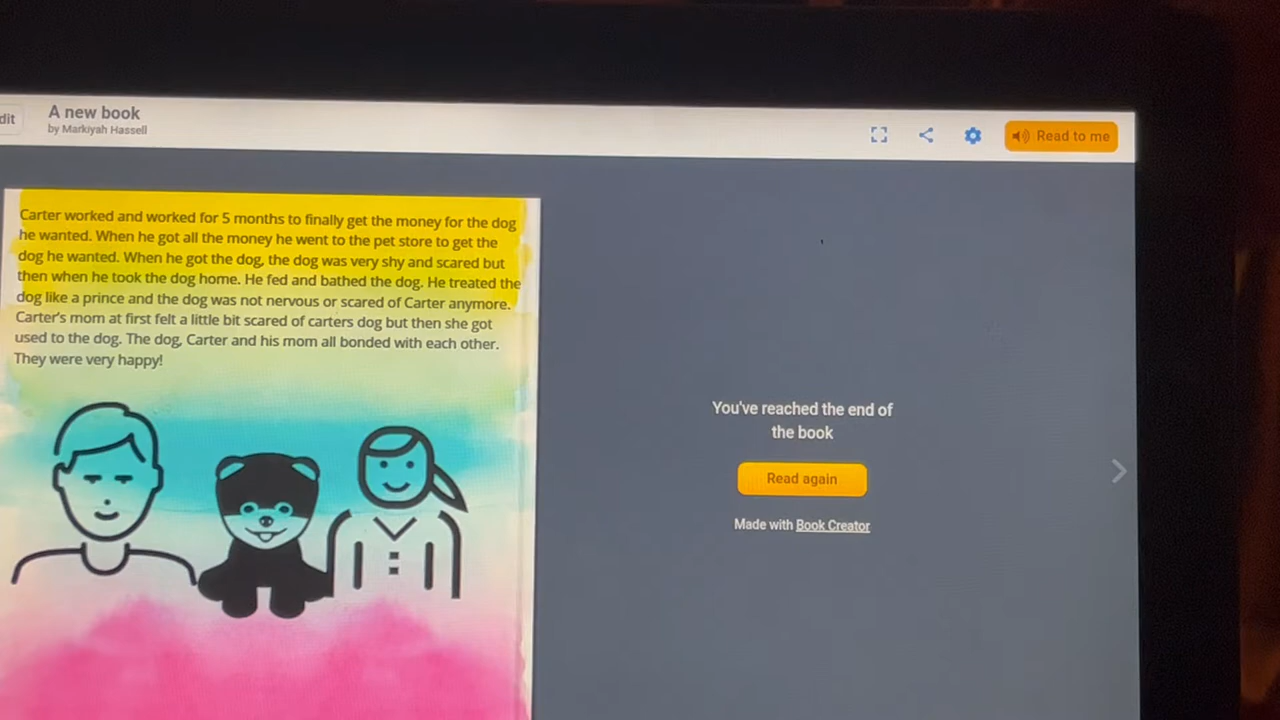 dit
A new book
by Markiyah Hassell
Read to me
Carter worked and worked for 5 months to finally get the money for the dog
he wanted. When he got all the money he went to the pet store to get the
dog he wanted. When he got the dog, the dog was very shy and scared but
then when he took the dog home. He fed and bathed the dog. He treated the
dog like a prince and the dog was not nervous or scared of Carter anymore.
Carter's mom at first felt a little bit scared of carters dog but then she got
used to the dog. The dog, Carter and his mom all bonded with each other.
They were very happy!
You've reached the end of
the book
Read again
Made with Book Creator